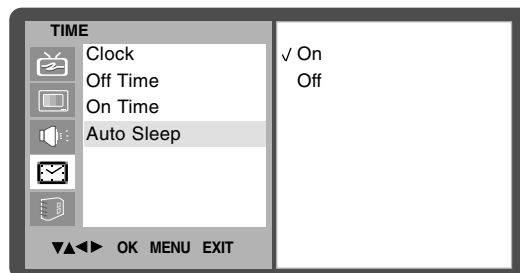 TIME
Clock
Off Time
On Time
Auto Sleep
√ On
Off
▼▲◀▶ OK MENU EXIT